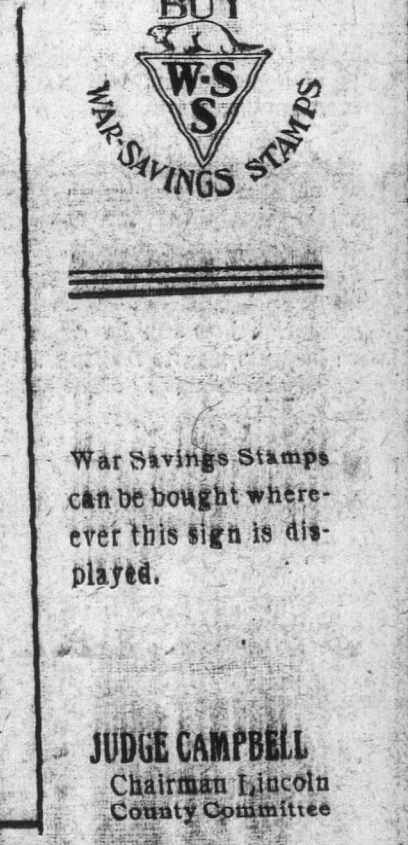 BUY
W-S
S
WAR-SAVINGS STAMPS
War Savings Stamps
can be bought where-
ever this sign is dis-
played.
JUDGE CAMPBELL
Chairman Lincoln
County Committee